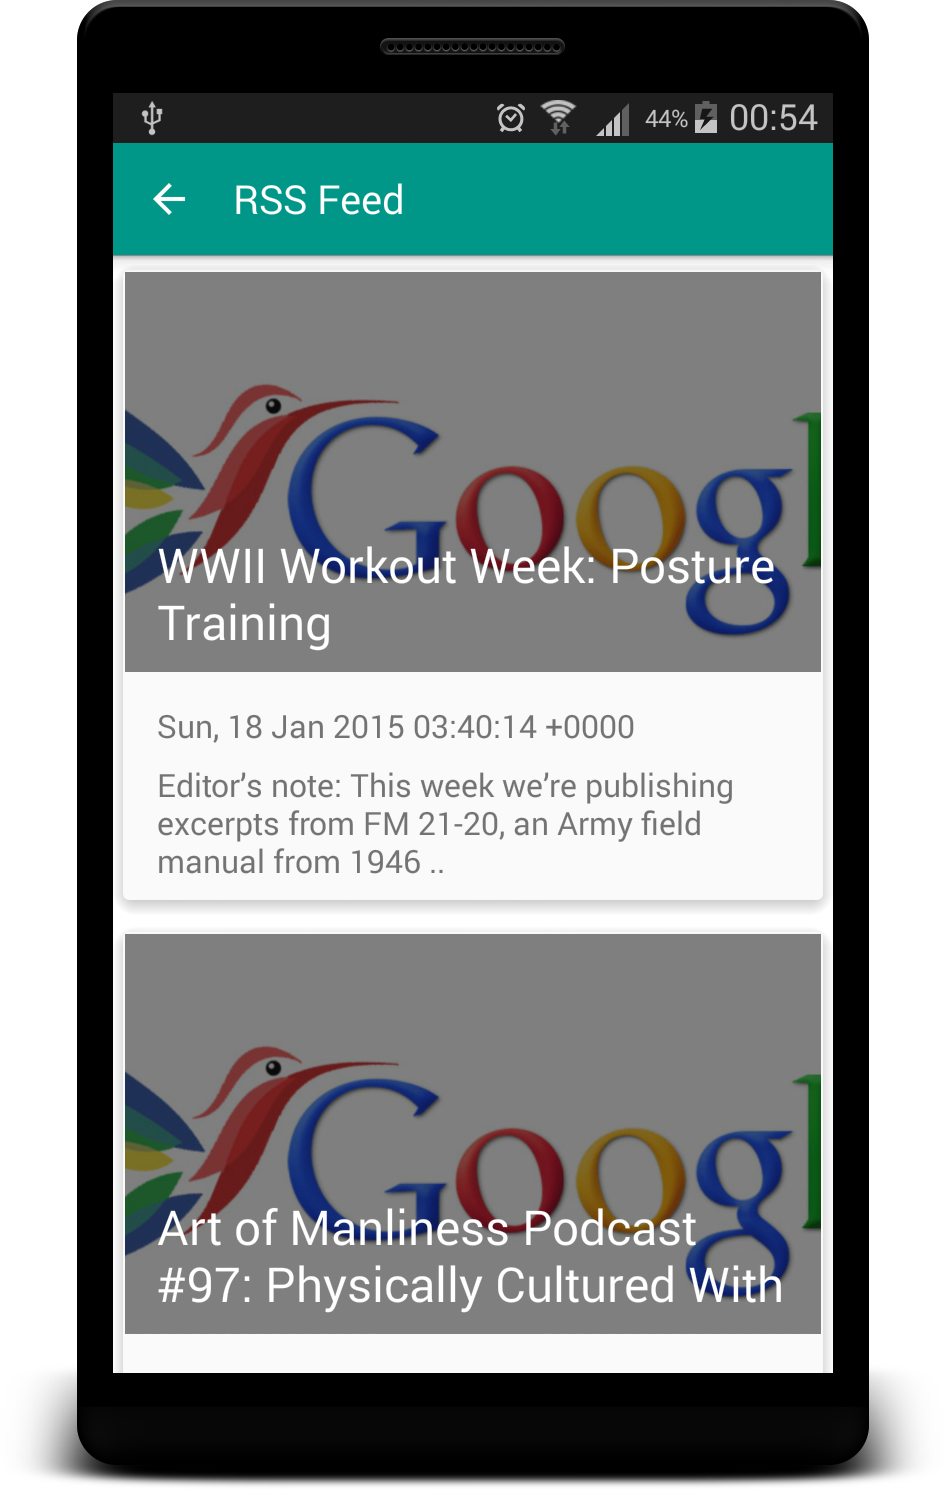 44% 00:54
RSS Feed
Googl
WWII Workout Week: Posture
Training
Sun, 18 Jan 2015 03:40:14 +0000
Editor’s note: This week we’re publishing
excerpts from FM 21-20, an Army field
manual from 1946 ..
Googl
Art of Manliness Podcast
#97: Physically Cultured With